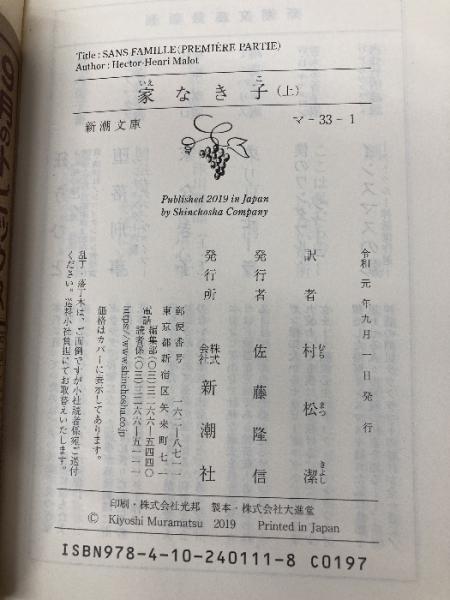 Title : SANS FAMILLE(PREMIÈRE PARTIE)
Author : Hector-Henri Malot
家なき子（上）
いえ こ
新潮文庫
マ-33-1
Published 2019 in Japan
by Shinchosha Company
令和元年九月一日発行
訳者 村松潔
むら まつ きよし
発行者 佐藤隆信
発行所 株式会社 新潮社
郵便番号 一六二―八七一一
東京都新宿区矢来町七一
電話 編集部(〇三)三二六六―五四四〇
読者係(〇三)三二六六―五一一一
https://www.shinchosha.co.jp
価格はカバーに表示してあります。
乱丁・落丁本は、ご面倒ですが小社読者係宛ご送付
ください。送料小社負担にてお取替えいたします。
印刷・株式会社光邦 製本・株式会社大進堂
© Kiyoshi Muramatsu 2019 Printed in Japan
ISBN978-4-10-240111-8 C0197